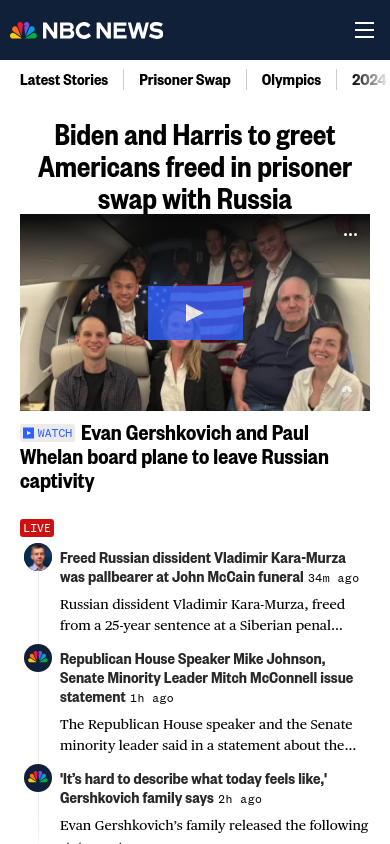 NBC NEWS
Latest Stories
Prisoner Swap
Olympics
2024
Biden and Harris to greet
Americans freed in prisoner
swap with Russia
WATCH Evan Gershkovich and Paul
Whelan board plane to leave Russian
captivity
LIVE
Freed Russian dissident Vladimir Kara-Murza
was pallbearer at John McCain funeral 34m ago
Russian dissident Vladimir Kara-Murza, freed
from a 25-year sentence at a Siberian penal...
Republican House Speaker Mike Johnson,
Senate Minority Leader Mitch McConnell issue
statement 1h ago
The Republican House speaker and the Senate
minority leader said in a statement about the...
'It's hard to describe what today feels like,'
Gershkovich family says 2h ago
Evan Gershkovich's family released the following